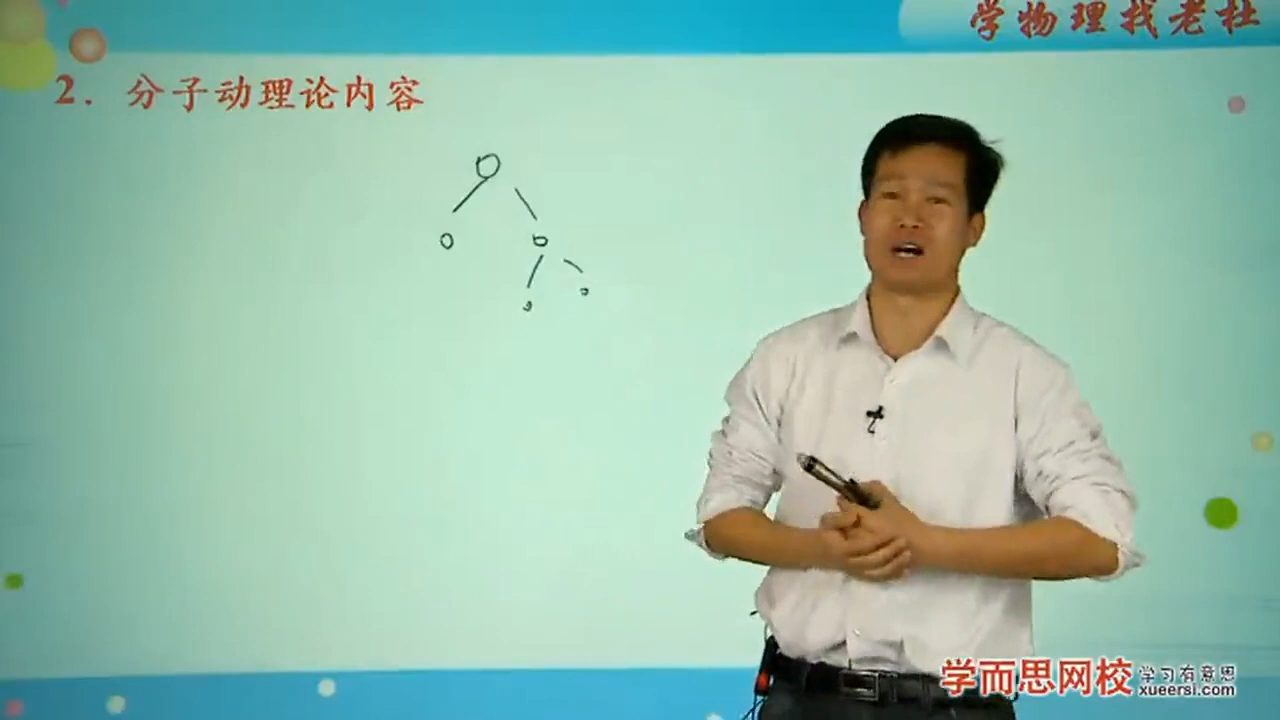 学物理找老杜
2. 分子动理论内容
学而思网校
学习有意思
xueersi.com